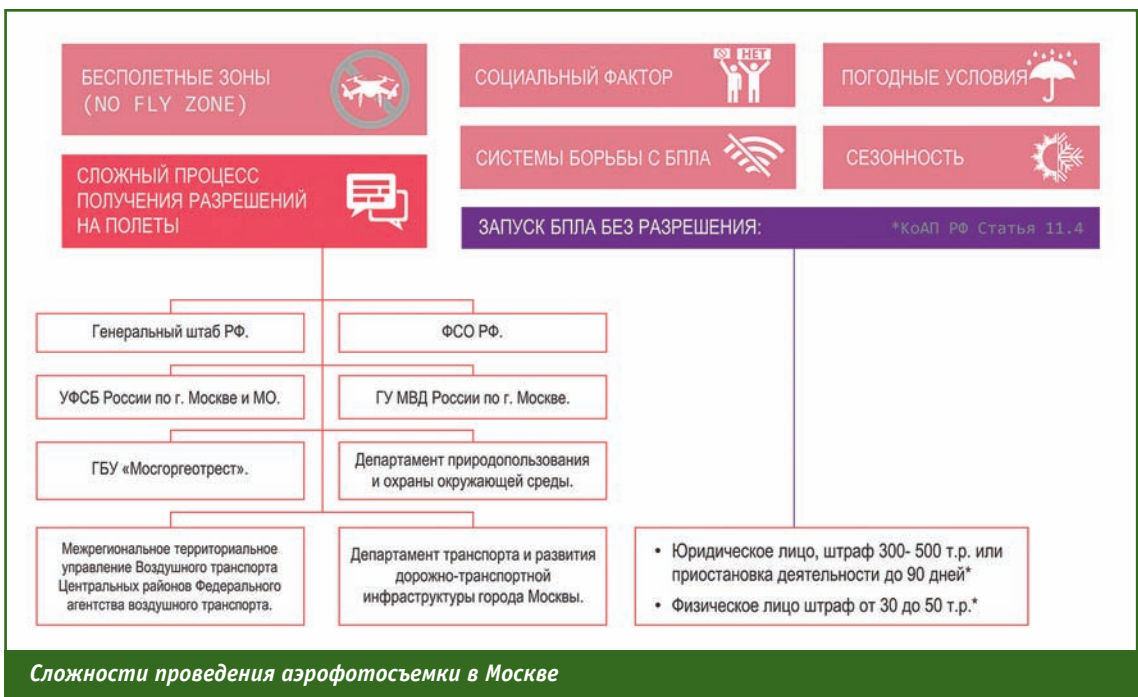 БЕСПОЛЕТНЫЕ ЗОНЫ
(NO FLY ZONE)
СОЦИАЛЬНЫЙ ФАКТОР
НЕТ
ПОГОДНЫЕ УСЛОВИЯ
СИСТЕМЫ БОРЬБЫ С БПЛА
СЕЗОННОСТЬ
СЛОЖНЫЙ ПРОЦЕСС
ПОЛУЧЕНИЯ РАЗРЕШЕНИЙ
НА ПОЛЕТЫ
ЗАПУСК БПЛА БЕЗ РАЗРЕШЕНИЯ:
*КоАП РФ Статья 11.4
Генеральный штаб РФ.
ФСО РФ.
УФСБ России по г. Москве и МО.
ГУ МВД России по г. Москве.
ГБУ «Мосгоргеотрест».
Департамент природопользования
и охраны окружающей среды.
Межрегиональное территориальное
управление Воздушного транспорта
Центральных районов Федерального
агентства воздушного транспорта.
Департамент транспорта и развития
дорожно-транспортной
инфраструктуры города Москвы.
• Юридическое лицо, штраф 300- 500 т.р. или
приостановка деятельности до 90 дней*
• Физическое лицо штраф от 30 до 50 т.р.*
Сложности проведения аэрофотосъемки в Москве